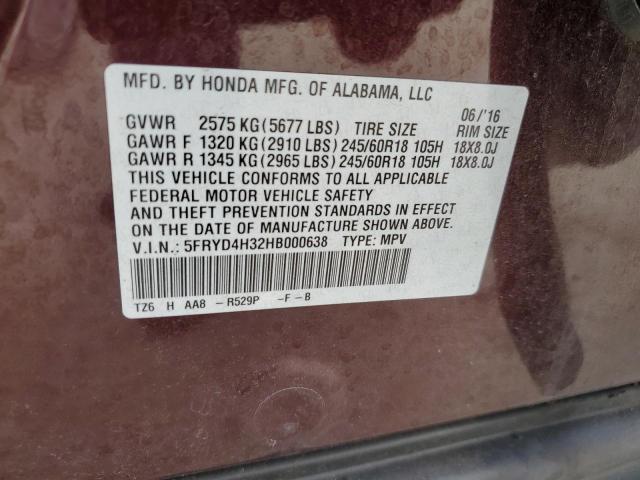 MFD. BY HONDA MFG. OF ALABAMA, LLC
06/'16
GVWR 2575 KG(5677 LBS) TIRE SIZE RIM SIZE
GAWR F 1320 KG(2910 LBS) 245/60R18 105H 18X8.0J
GAWR R 1345 KG(2965 LBS) 245/60R18 105H 18X8.0J
THIS VEHICLE CONFORMS TO ALL APPLICABLE
FEDERAL MOTOR VEHICLE SAFETY
AND THEFT PREVENTION STANDARDS IN EFFECT
ON THE DATE OF MANUFACTURE SHOWN ABOVE.
V.I.N.: 5FRYD4H32HB000638 TYPE: MPV
TZ6 H AA8 - R529P -F-B